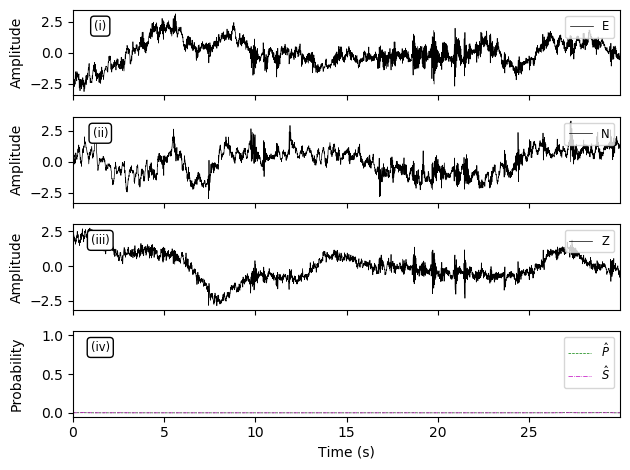 (i)
E
Amplitude
2.5
0.0
−2.5
(ii)
N
Amplitude
2.5
0.0
−2.5
(iii)
Z
Amplitude
2.5
0.0
−2.5
(iv)
P̂
Ŝ
Probability
1.0
0.5
0.0
0 5 10 15 20 25
Time (s)